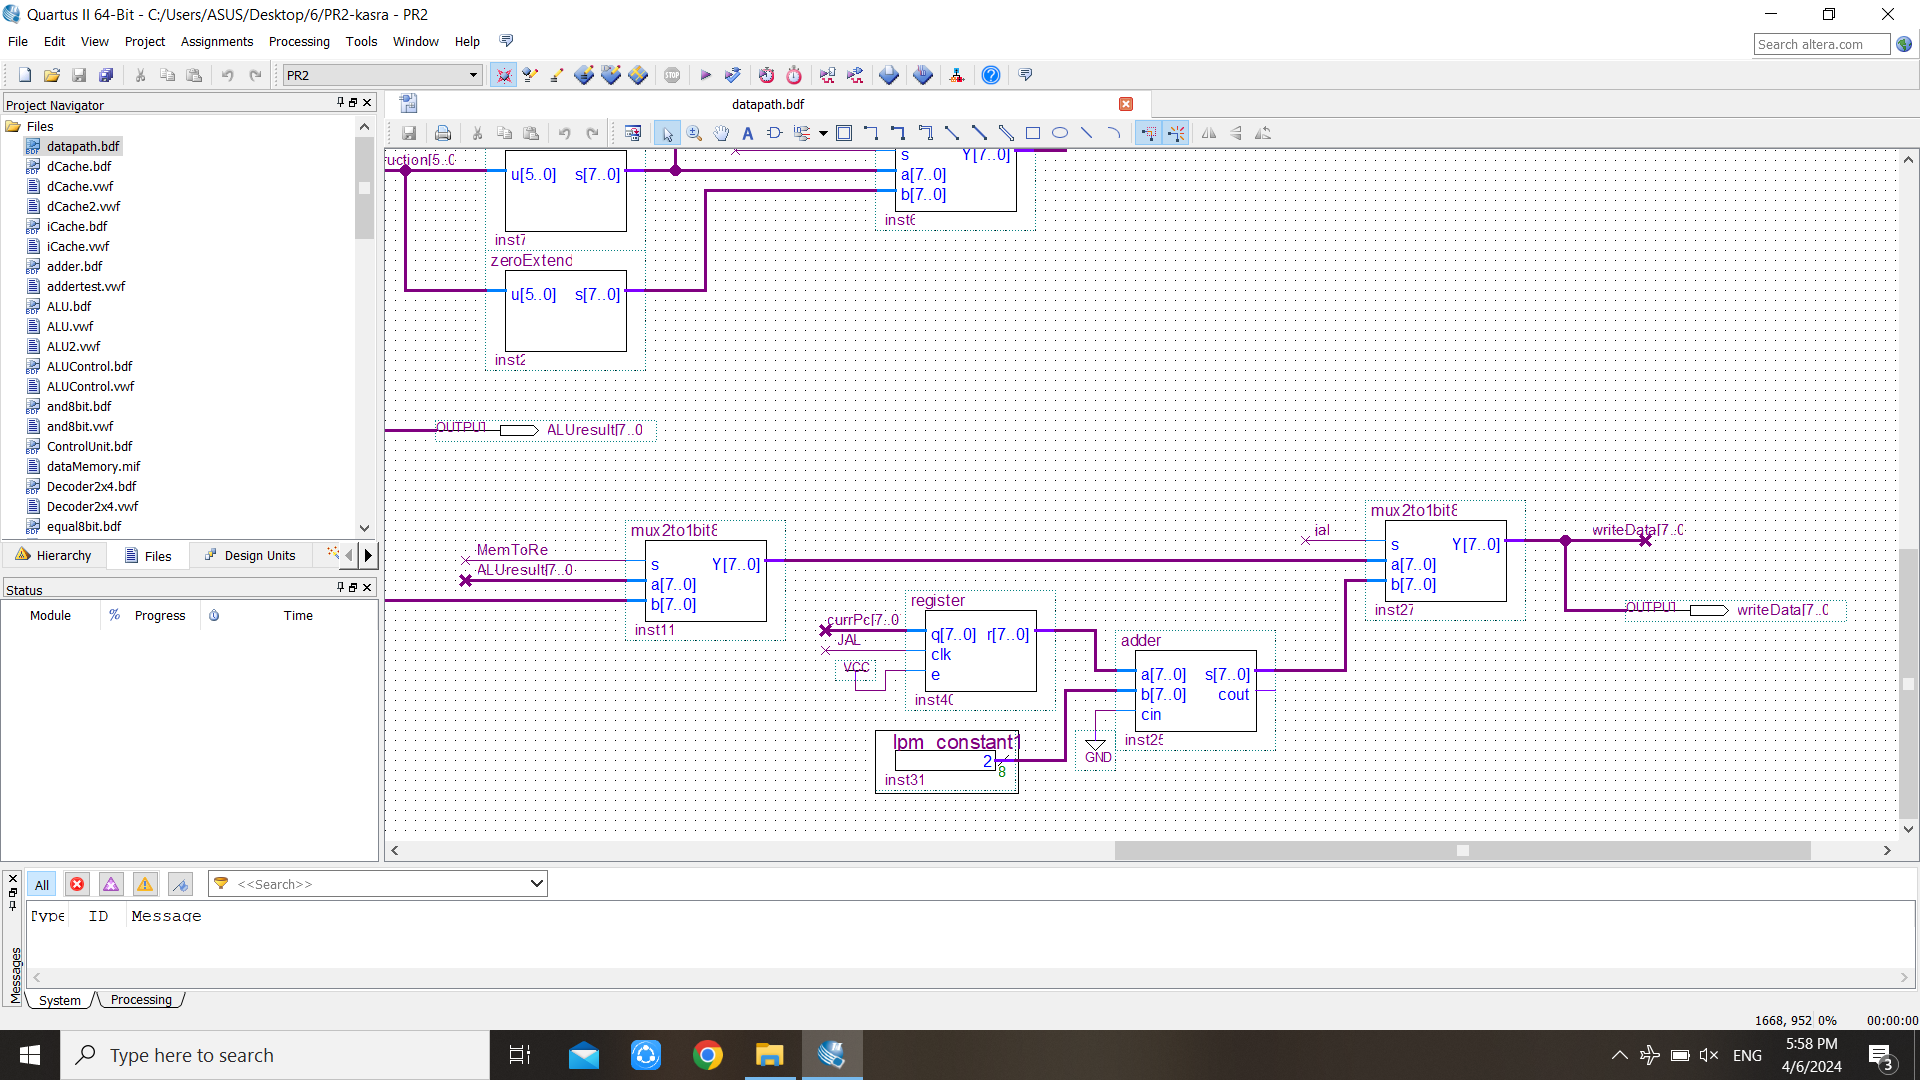 Quartus II 64-Bit - C:/Users/ASUS/Desktop/6/PR2-kasra - PR2
File Edit View Project Assignments Processing Tools Window Help
Search altera.com
PR2
STOP
Project Navigator
datapath.bdf
Files
datapath.bdf
dCache.bdf
dCache.vwf
dCache2.vwf
iCache.bdf
iCache.vwf
adder.bdf
addertest.vwf
ALU.bdf
ALU.vwf
ALU2.vwf
ALUControl.bdf
ALUControl.vwf
and8bit.bdf
and8bit.vwf
ControlUnit.bdf
dataMemory.mif
Decoder2x4.bdf
Decoder2x4.vwf
equal8bit.bdf
Hierarchy Files Design Units
Status
Module % Progress Time
ruction[5..0
u[5..0] s[7..0]
inst7
zeroExtend
u[5..0] s[7..0]
inst2
s Y[7..0]
a[7..0]
b[7..0]
inst6
OUTPUT ALUresult[7..0
mux2to1bit8
MemToRe
ALUresult[7..0
s Y[7..0]
a[7..0]
b[7..0]
inst11
register
currPc[7..0
JAL
VCC
q[7..0] r[7..0]
clk
e
inst40
lpm_constant1
2
8
inst31
adder
a[7..0] s[7..0]
b[7..0] cout
cin
inst25
GND
mux2to1bit8
jal
s Y[7..0]
a[7..0]
b[7..0]
inst27
writeData[7..0
OUTPUT writeData[7..0
All <<Search>>
Type ID Message
Messages
System Processing
1668, 952 0% 00:00:00
Type here to search
ENG
5:58 PM
4/6/2024
3